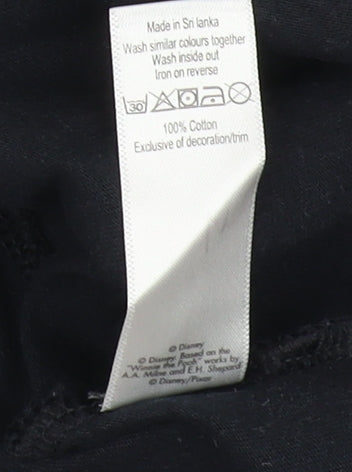 Made in Sri lanka
Wash similar colours together
Wash inside out
Iron on reverse
30
100% Cotton
Exclusive of decoration/trim
© Disney
© Disney. Based on the
"Winnie the Pooh" works by
A.A. Milne and E.H. Shepard
© Disney/Pixar